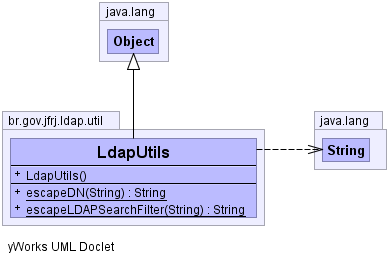 java.lang
Object
br.gov.jfrj.ldap.util
LdapUtils
+ LdapUtils()
+ escapeDN(String) : String
+ escapeLDAPSearchFilter(String) : String
java.lang
String
yWorks UML Doclet